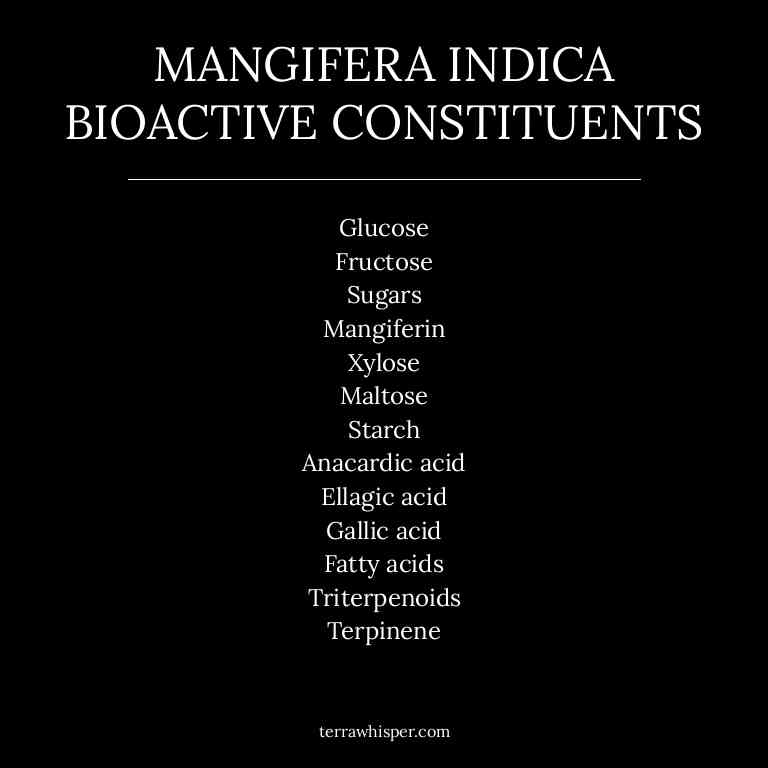 MANGIFERA INDICA
BIOACTIVE CONSTITUENTS
Glucose
Fructose
Sugars
Mangiferin
Xylose
Maltose
Starch
Anacardic acid
Ellagic acid
Gallic acid
Fatty acids
Triterpenoids
Terpinene
terrawhisper.com